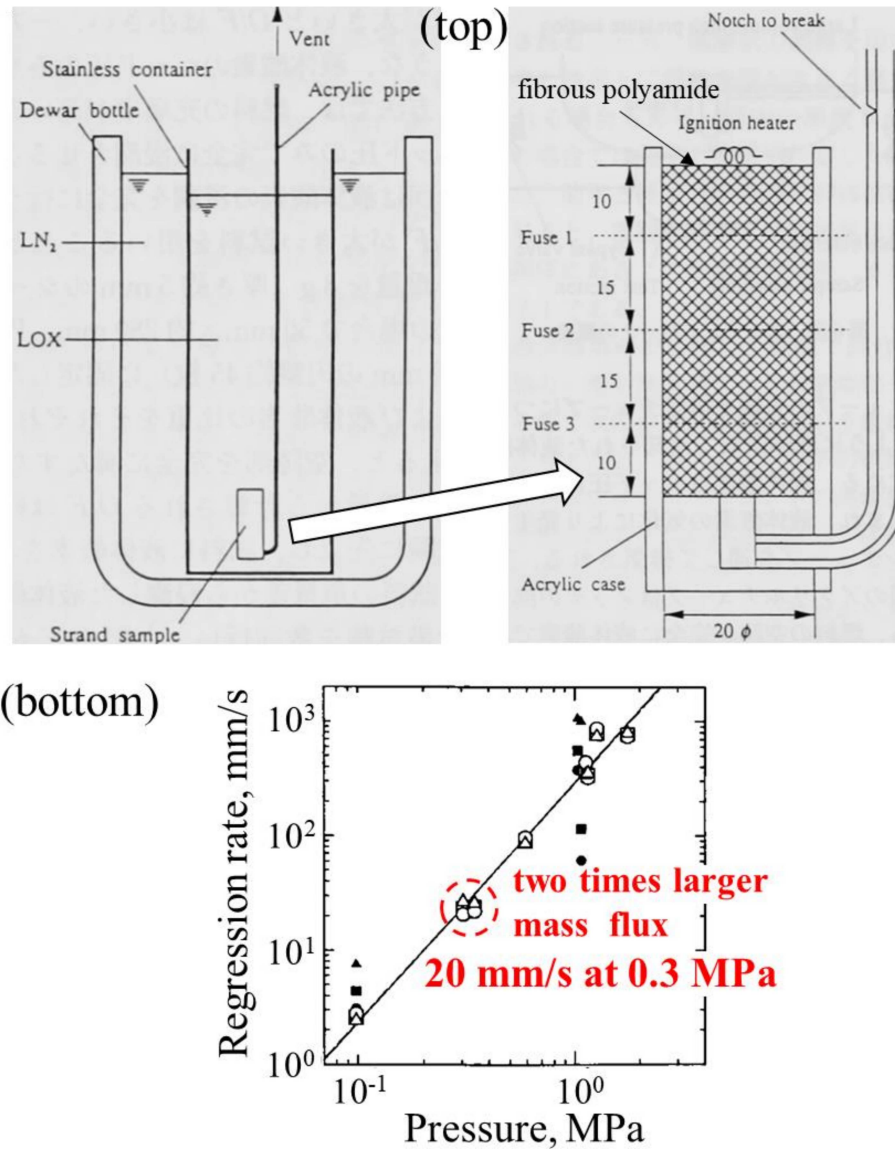 (top)
Vent
Stainless container
Dewar bottle
Acrylic pipe
LN₂
LOX
Strand sample
Notch to break
fibrous polyamide
Ignition heater
10
Fuse 1
15
Fuse 2
15
Fuse 3
10
Acrylic case
20 φ
(bottom)
Regression rate, mm/s
10³
10²
10¹
10⁰
two times larger
mass flux
20 mm/s at 0.3 MPa
10⁻¹
10⁰
Pressure, MPa